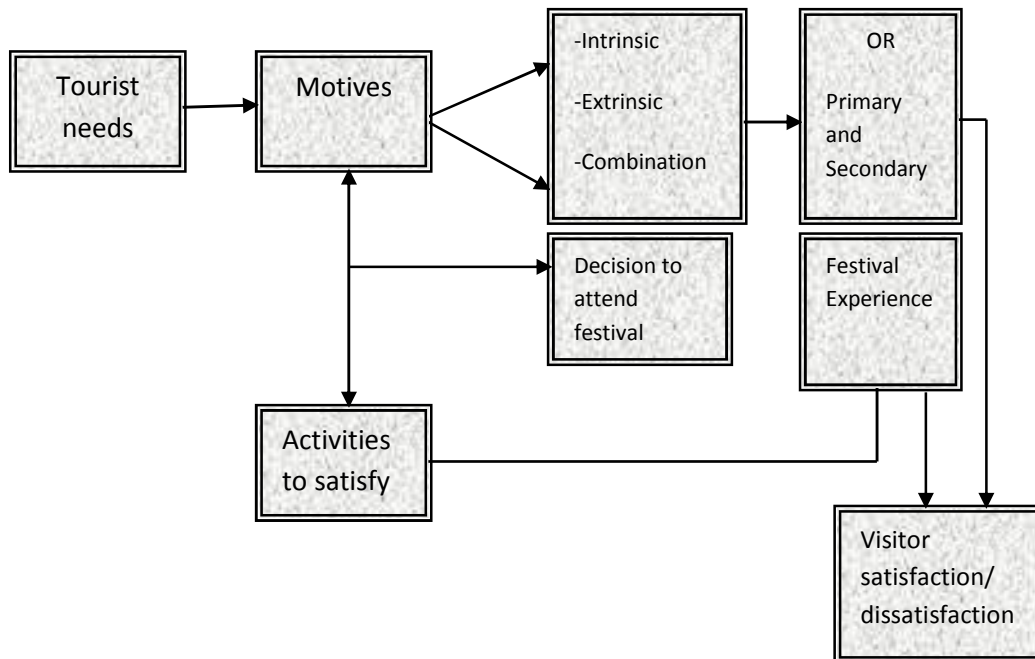 Tourist
needs
Motives
-Intrinsic
-Extrinsic
-Combination
OR
Primary
and
Secondary
Decision to
attend
festival
Festival
Experience
Activities
to satisfy
Visitor
satisfaction/
dissatisfaction